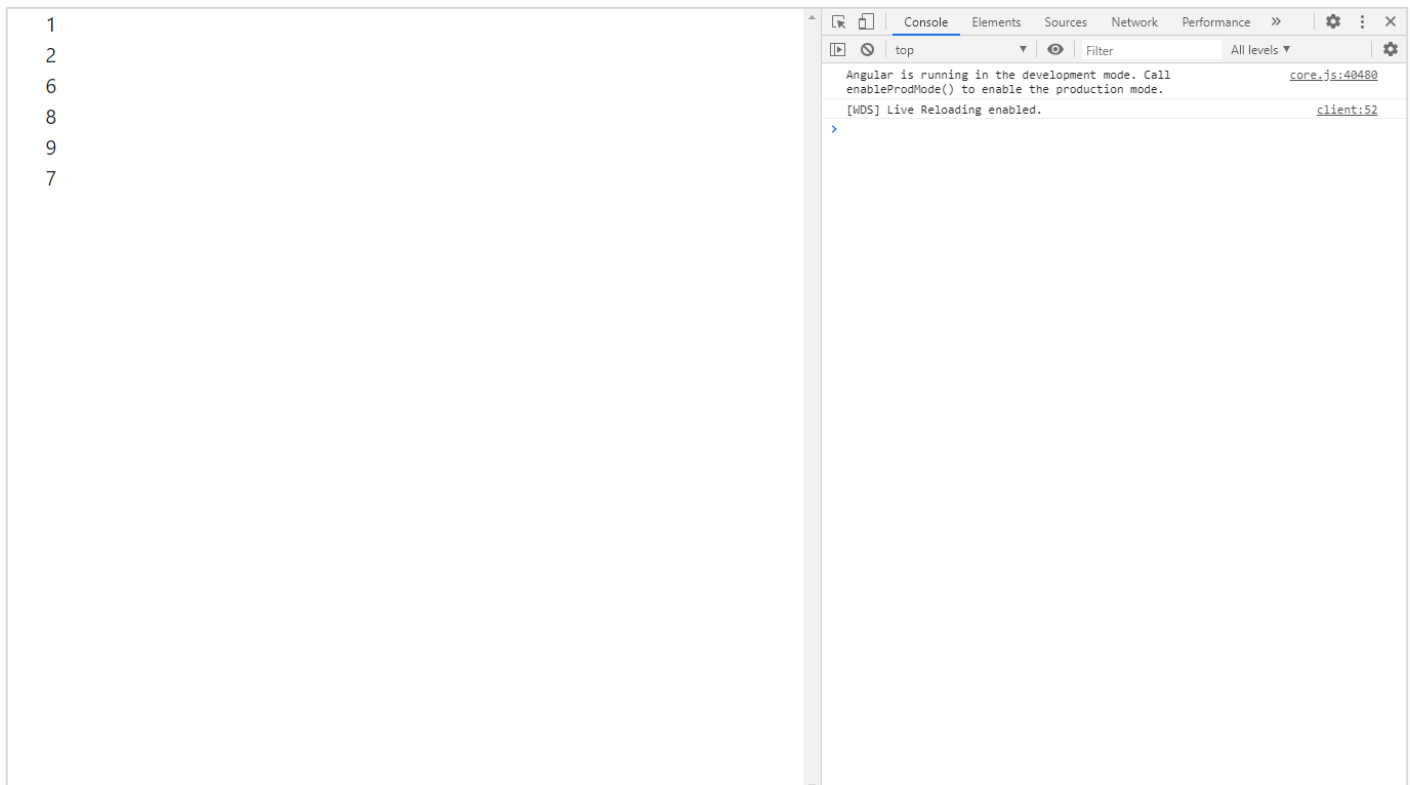 1
2
6
8
9
7
Console Elements Sources Network Performance »
top Filter All levels
Angular is running in the development mode. Call core.js:40480
enableProdMode() to enable the production mode.
[WDS] Live Reloading enabled. client:52